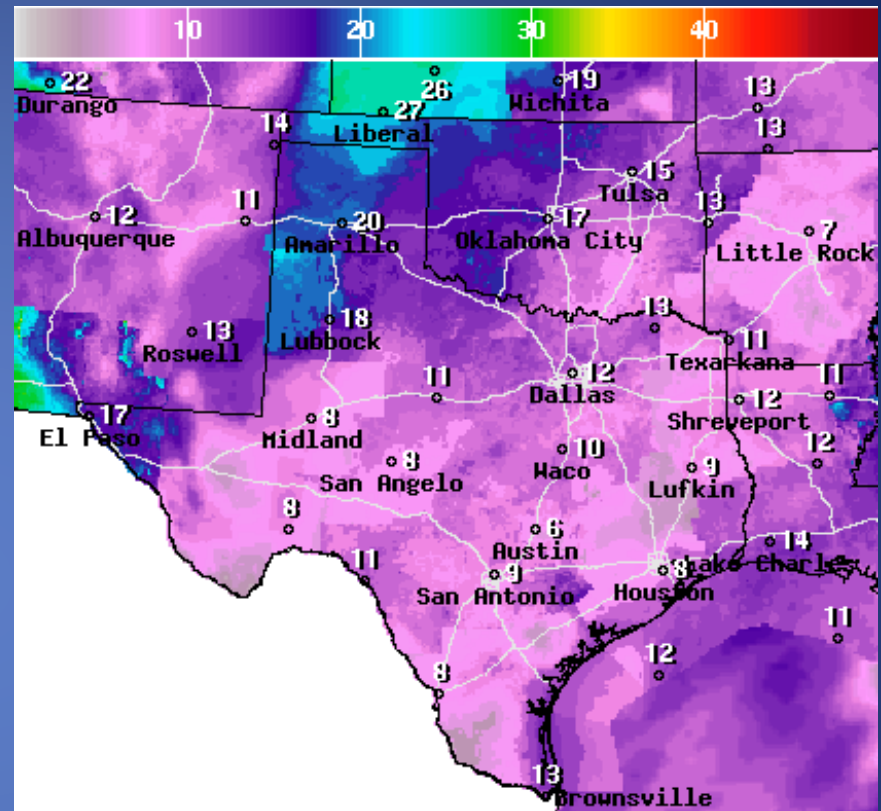 10 20 30 40
26
22 19
Durango Wichita
27 13
Liberal
14 13
15
Tulsa
12 11 20 17 13 7
Albuquerque Amarillo Oklahoma City Little Rock
13 18 13 11
Roswell Lubbock Texarkana
12
Dallas
11 12 11
Shreveport
17 8
El Paso Midland
8 10 9 12
San Angelo Waco Lufkin
8 6 14
Austin Lake Charles
11 9 8
San Antonio Houston
11
8 12
13
Brownsville